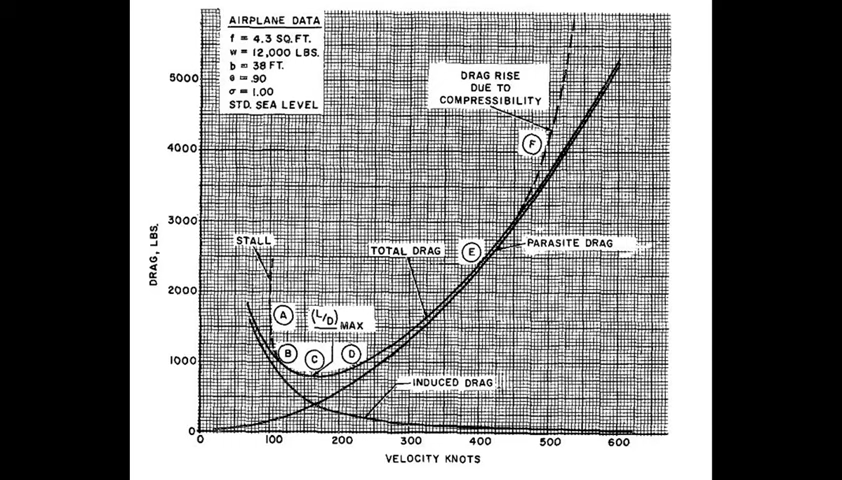 AIRPLANE DATA
f = 4.3 SQ.FT.
w = 12,000 LBS.
b = 38 FT.
e = .90
σ = 1.00
STD. SEA LEVEL
DRAG RISE
DUE TO
COMPRESSIBILITY
5000
4000
3000
2000
1000
0
DRAG, LBS.
F
STALL
TOTAL DRAG
E
PARASITE DRAG
A
(L/D) MAX
B
C
D
INDUCED DRAG
0
100
200
300
400
500
600
VELOCITY KNOTS